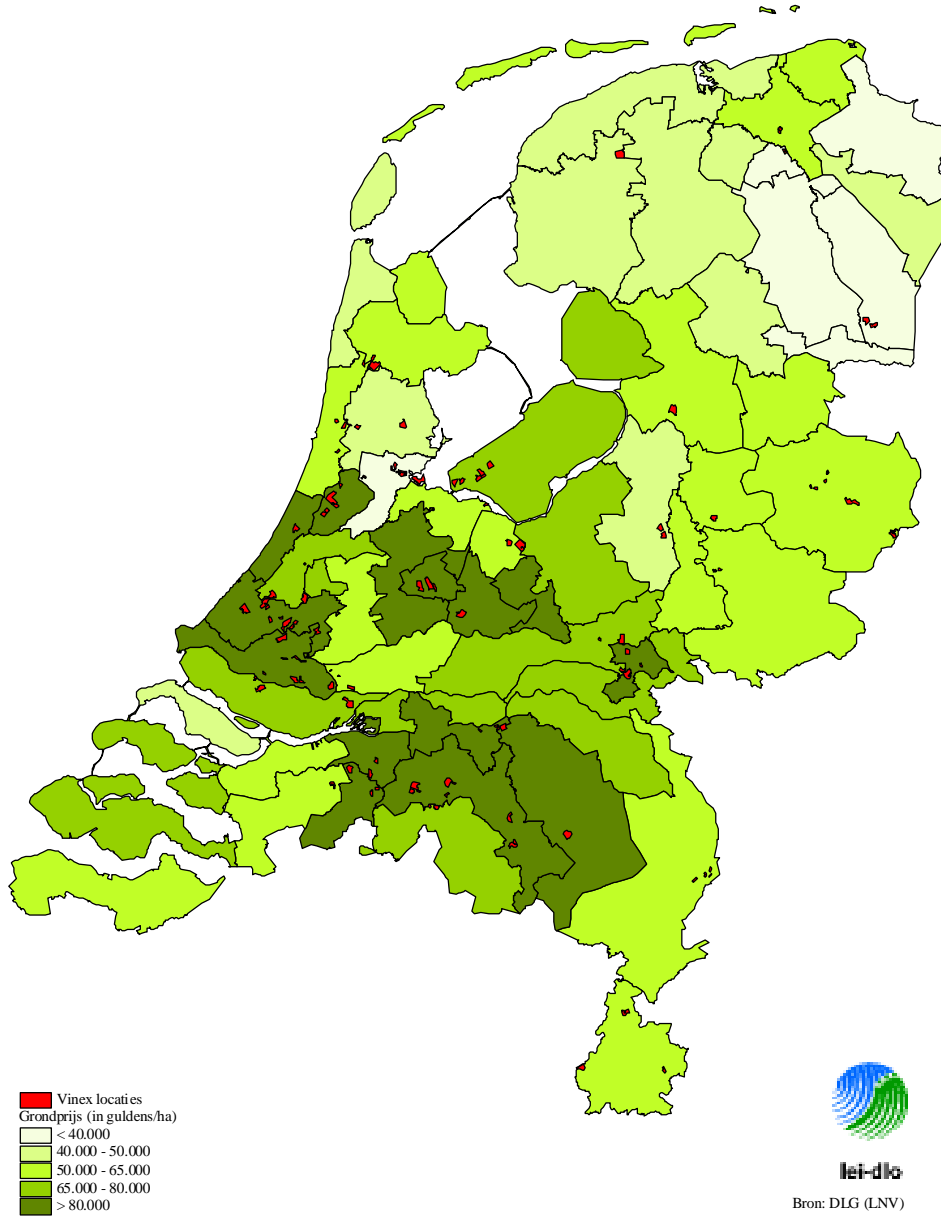 Vinex locaties
Grondprijs (in guldens/ha)
< 40.000
40.000 - 50.000
50.000 - 65.000
65.000 - 80.000
> 80.000
lei-dlo
Bron: DLG (LNV)